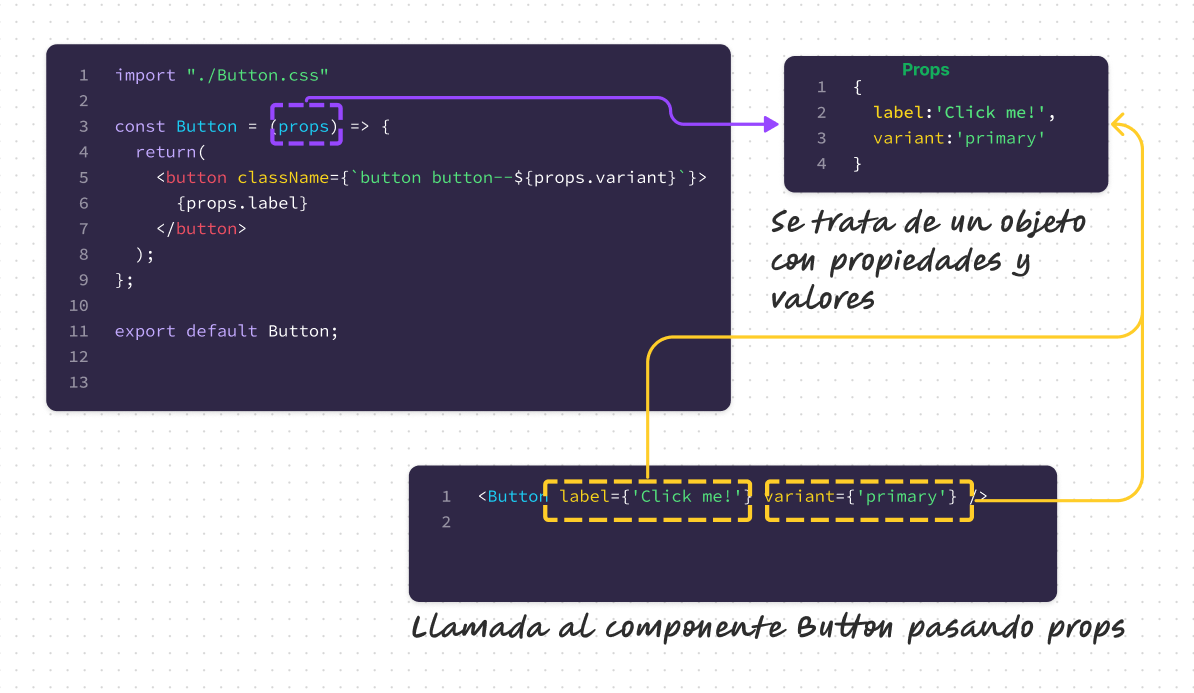 1 import "./Button.css"
2
3 const Button = (props) => {
4 return(
5 <button className={`button button--${props.variant}`}>
6 {props.label}
7 </button>
8 );
9 };
10
11 export default Button;
12
13
Props
1 {
2 label:'Click me!',
3 variant:'primary'
4 }
Se trata de un objeto
con propiedades y
valores
1 <Button label={'Click me!'} variant={'primary'} />
2
Llamada al componente Button pasando props